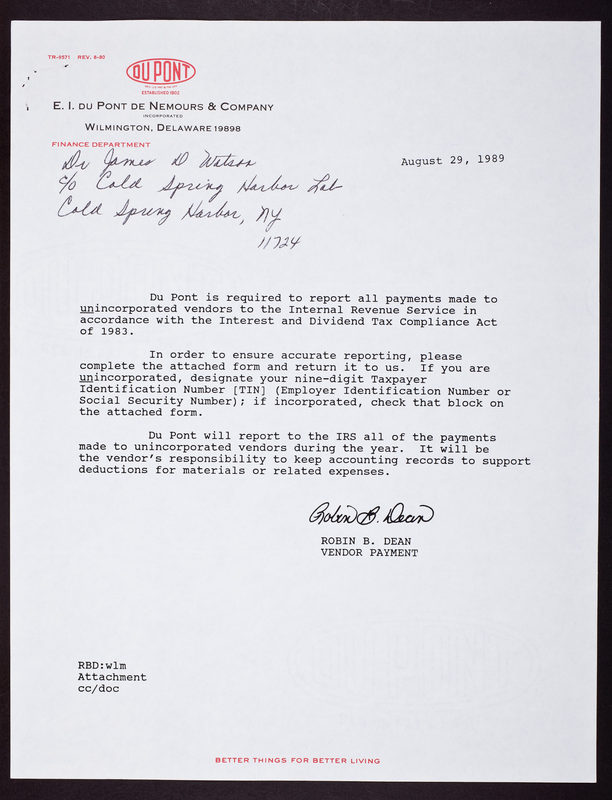 TR-9571 REV. 8-80
DU PONT
ESTABLISHED 1802
E. I. DU PONT DE NEMOURS & COMPANY
INCORPORATED
WILMINGTON, DELAWARE 19898
FINANCE DEPARTMENT
Dr James D Watson
August 29, 1989
c/o Cold Spring Harbor Lab
Cold Spring Harbor, NY
11724
Du Pont is required to report all payments made to
unincorporated vendors to the Internal Revenue Service in
accordance with the Interest and Dividend Tax Compliance Act
of 1983.
In order to ensure accurate reporting, please
complete the attached form and return it to us. If you are
unincorporated, designate your nine-digit Taxpayer
Identification Number [TIN] (Employer Identification Number or
Social Security Number); if incorporated, check that block on
the attached form.
Du Pont will report to the IRS all of the payments
made to unincorporated vendors during the year. It will be
the vendor's responsibility to keep accounting records to support
deductions for materials or related expenses.
Robin B. Dean
ROBIN B. DEAN
VENDOR PAYMENT
RBD:wlm
Attachment
cc/doc
BETTER THINGS FOR BETTER LIVING